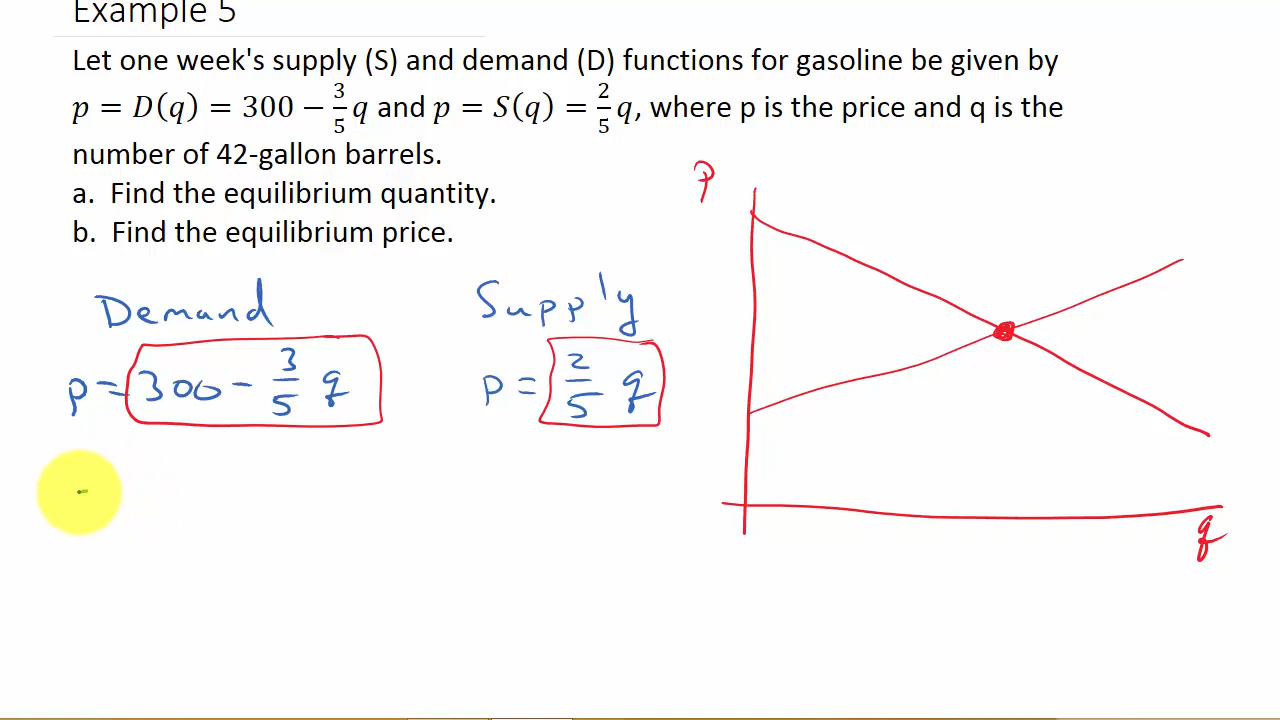 Example 5
Let one week's supply (S) and demand (D) functions for gasoline be given by
𝑝 = 𝐷(𝑞) = 300 − 3/5 𝑞 and 𝑝 = 𝑆(𝑞) = 2/5 𝑞, where p is the price and q is the
number of 42-gallon barrels.
a. Find the equilibrium quantity.
b. Find the equilibrium price.
Demand
p = 300 − 3/5 q
Supply
p = 2/5 q
p
q